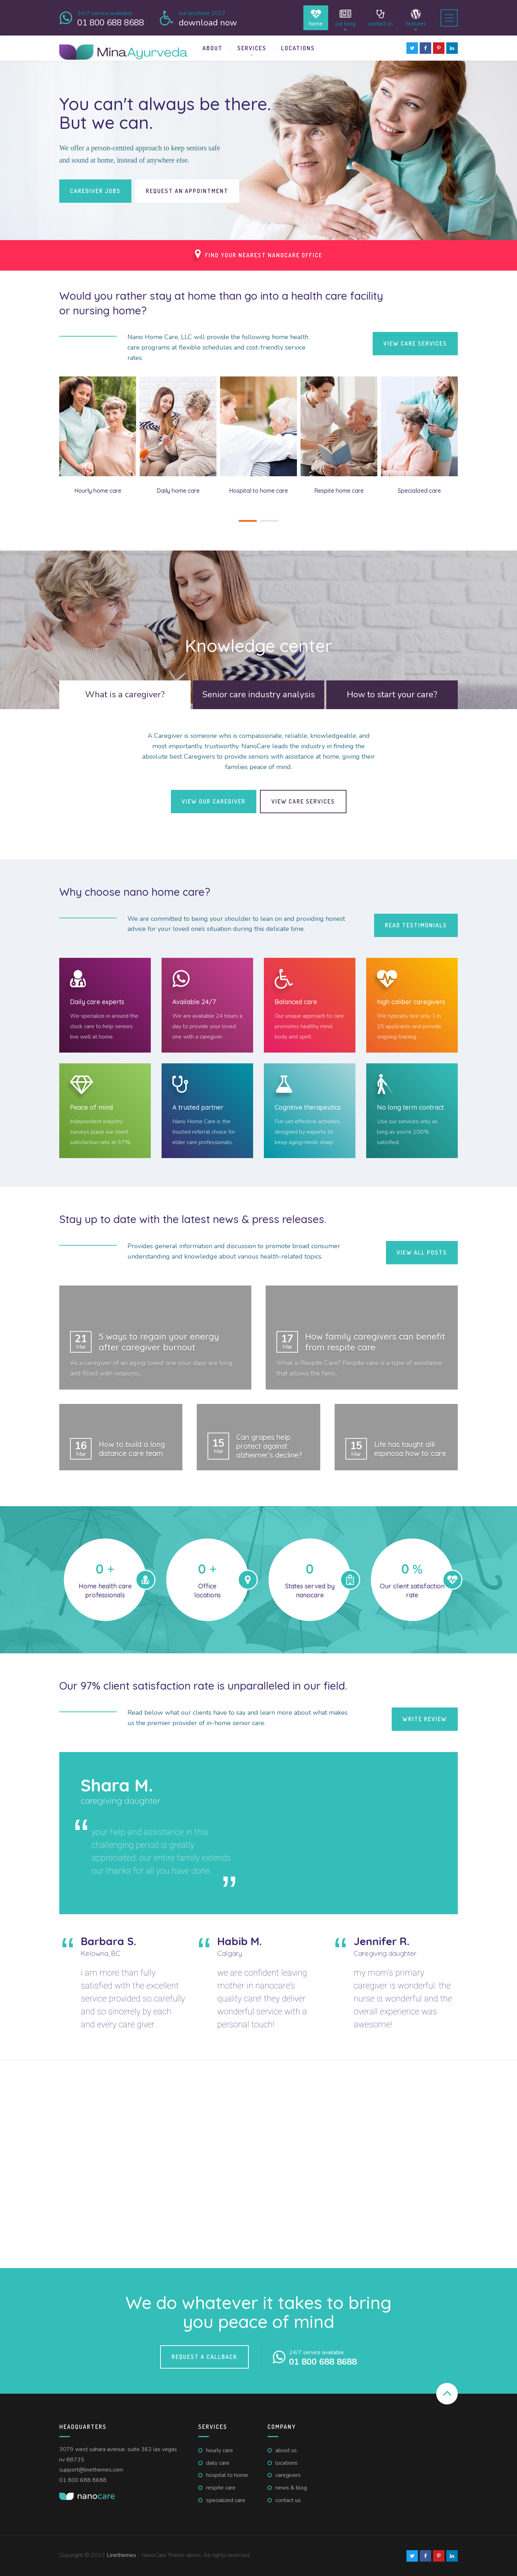 24/7 service available
01 800 688 8688
our brochure 2017
download now
home
our blog
contact us
features
MinaAyurveda
ABOUT
SERVICES
LOCATIONS
You can't always be there.
But we can.
We offer a person-centred approach to keep seniors safe
and sound at home, instead of anywhere else.
CAREGIVER JOBS
REQUEST AN APPOINTMENT
FIND YOUR NEAREST NANOCARE OFFICE
Would you rather stay at home than go into a health care facility
or nursing home?
Nano Home Care, LLC will provide the following home health
care programs at flexible schedules and cost-friendly service
rates.
VIEW CARE SERVICES
Hourly home care
Daily home care
Hospital to home care
Respite home care
Specialized care
Knowledge center
What is a caregiver?
Senior care industry analysis
How to start your care?
A Caregiver is someone who is compassionate, reliable, knowledgeable, and
most importantly, trustworthy. NanoCare leads the industry in finding the
absolute best Caregivers to provide seniors with assistance at home, giving their
families peace of mind.
VIEW OUR CAREGIVER
VIEW CARE SERVICES
Why choose nano home care?
We are committed to being your shoulder to lean on and providing honest
advice for your loved one's situation during this delicate time.
READ TESTIMONIALS
Daily care experts
We specialize in around the
clock care to help seniors
live well at home.
Available 24/7
We are available 24 hours a
day to provide your loved
one with a caregiver.
Balanced care
Our unique approach to care
promotes healthy mind,
body and spirit.
high caliber caregivers
We typically hire only 1 in
25 applicants and provide
ongoing training.
Peace of mind
Independent industry
surveys place our client
satisfaction rate at 97%.
A trusted partner
Nano Home Care is the
trusted referral choice for
elder care professionals.
Cognitive therapeutics
Fun yet effective activities
designed by experts to
keep aging minds sharp
No long term contract
Use our services only as
long as you're 100%
satisfied.
Stay up to date with the latest news & press releases.
Provides general information and discussion to promote broad consumer
understanding and knowledge about various health-related topics.
VIEW ALL POSTS
21
Mar
5 ways to regain your energy
after caregiver burnout
As a caregiver of an aging loved one your days are long
and filled with responsi..
17
Mar
How family caregivers can benefit
from respite care
What is Respite Care? Respite care is a type of assistance
that allows the fami..
16
Mar
How to build a long
distance care team
15
Mar
Can grapes help
protect against
alzheimer's decline?
15
Mar
Life has taught alli
espinosa how to care
0 +
Home health care
professionals
0 +
Office
locations
0
States served by
nanocare
0 %
Our client satisfaction
rate
Our 97% client satisfaction rate is unparalleled in our field.
Read below what our clients have to say and learn more about what makes
us the premier provider of in-home senior care.
WRITE REVIEW
Shara M.
caregiving daughter
“ your help and assistance in this
challenging period is greatly
appreciated. our entire family extends
our thanks for all you have done. ”
“ Barbara S.
Kelowna, BC
i am more than fully
satisfied with the excellent
service provided so carefully
and so sincerely by each
and every care giver.
“ Habib M.
Calgary
we are confident leaving
mother in nanocare's
quality care! they deliver
wonderful service with a
personal touch!
“ Jennifer R.
Caregiving daughter
my mom's primary
caregiver is wonderful. the
nurse is wonderful and the
overall experience was
awesome!
We do whatever it takes to bring
you peace of mind
REQUEST A CALLBACK
24/7 service available
01 800 688 8688
HEADQUARTERS
3079 west sahara avenue. suite 362 las vegas
nv 88735
support@linethemes.com
01 800 688 8688
nanocare
SERVICES
hourly care
daily care
hospital to home
respite care
specialized care
COMPANY
about us
locations
caregivers
news & blog
contact us
Copyright © 2017 Linethemes - NanoCare Theme demo. All rights reserved.